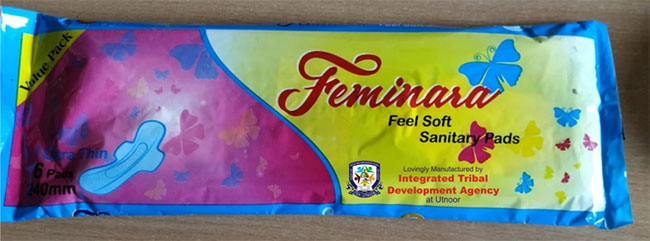 Value Pack
Feminara
Feel Soft
Sanitary Pads
Thin
6 Pads
240mm
Lovingly Manufactured by
Integrated Tribal
Development Agency
at Utnoor